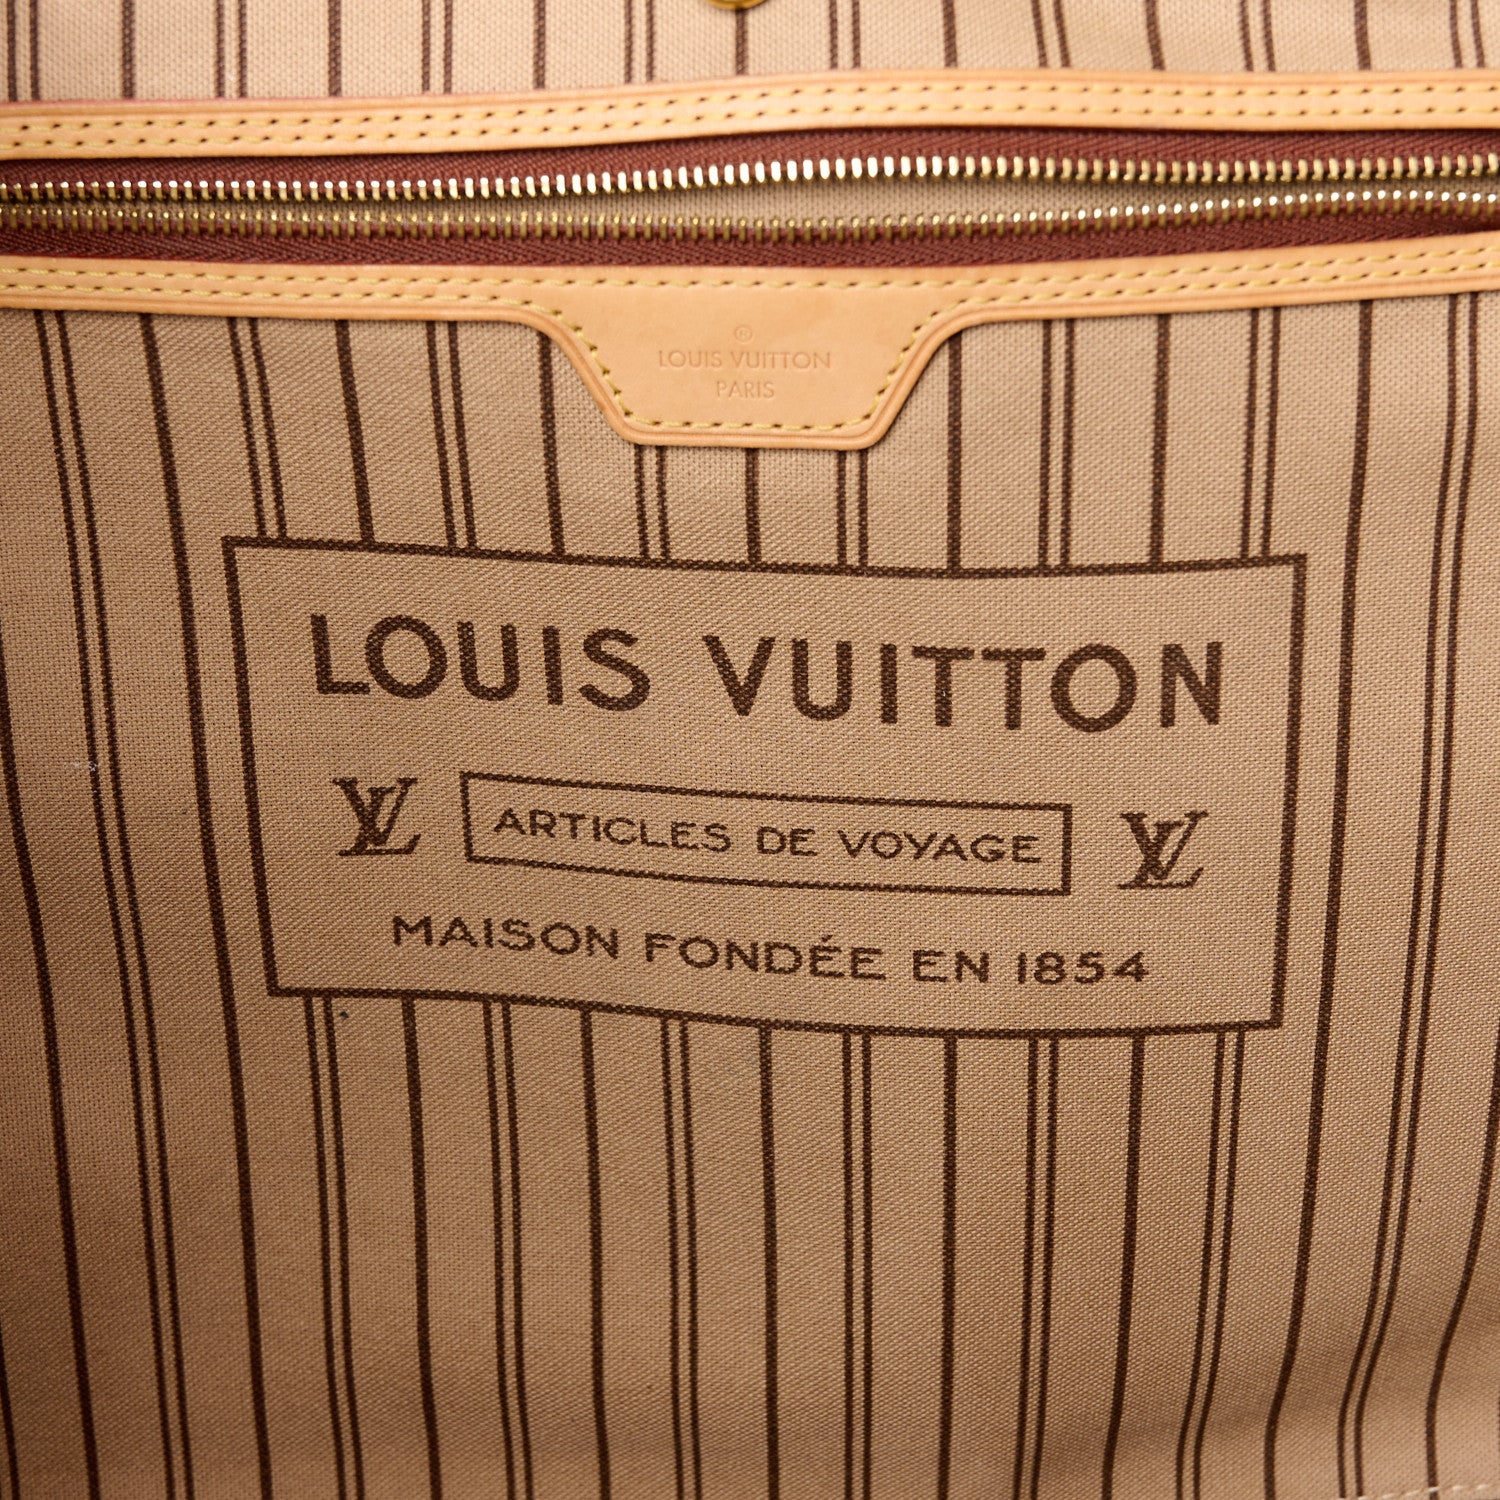 ®
LOUIS VUITTON
PARIS
LOUIS VUITTON
LV ARTICLES DE VOYAGE LV
MAISON FONDÉE EN 1854